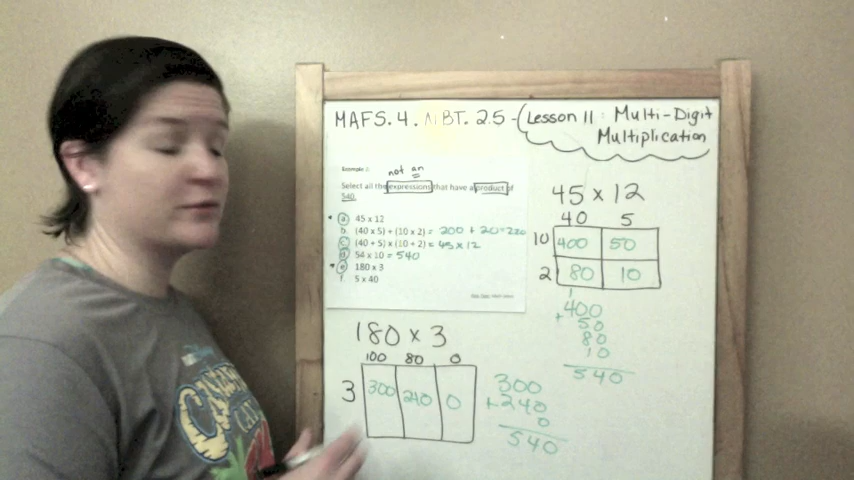 MAFS. 4. NBT. 2.5 - Lesson 11 : Multi-Digit
Multiplication
Example 2:
not an
Select all the expressions that have a product of
540.
a. 45 x 12
b. (40 x 5) + (10 x 2) = 200 + 20 = 220
c. (40 + 5) x (10 + 2) = 45 x 12
d. 54 x 10 = 540
e. 180 x 3
f. 5 x 40
45 x 12
40 5
10 400 50
2 80 10
1
400
+ 50
80
10
540
180 x 3
100 80 0
3 300 240 0
300
+240
0
540